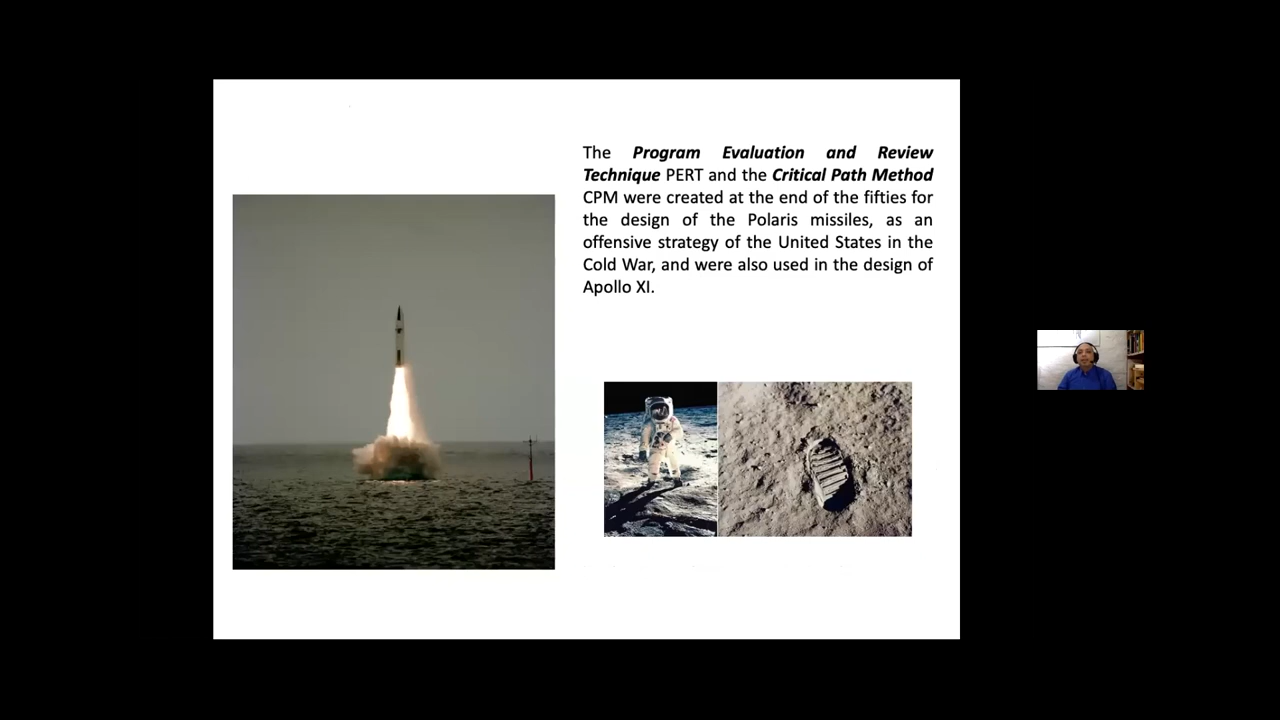 The Program Evaluation and Review
Technique PERT and the Critical Path Method
CPM were created at the end of the fifties for
the design of the Polaris missiles, as an
offensive strategy of the United States in the
Cold War, and were also used in the design of
Apollo XI.